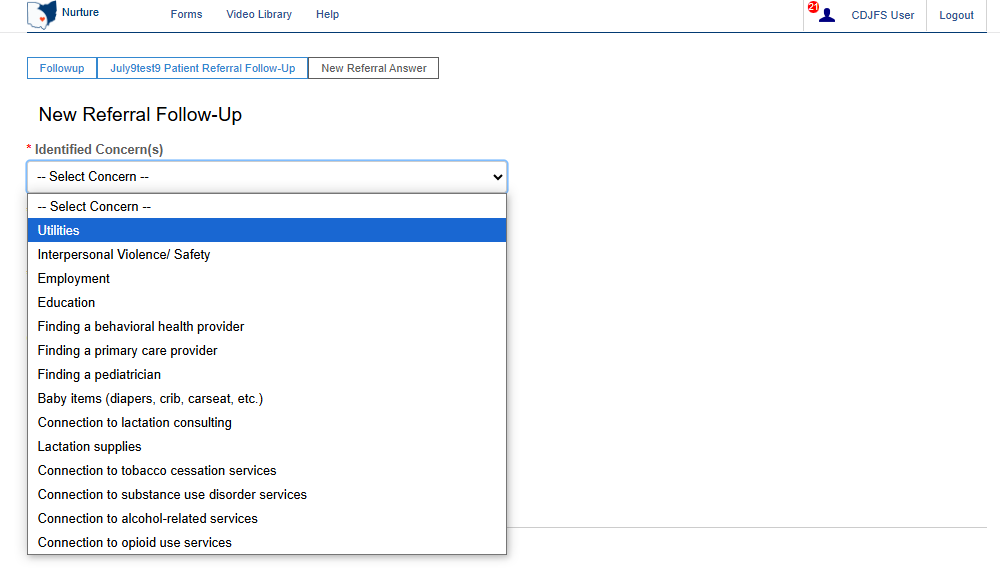 Nurture Forms Video Library Help 21 CDJFS User Logout
Followup July9test9 Patient Referral Follow-Up New Referral Answer
New Referral Follow-Up
* Identified Concern(s)
-- Select Concern --
-- Select Concern --
Utilities
Interpersonal Violence/ Safety
Employment
Education
Finding a behavioral health provider
Finding a primary care provider
Finding a pediatrician
Baby items (diapers, crib, carseat, etc.)
Connection to lactation consulting
Lactation supplies
Connection to tobacco cessation services
Connection to substance use disorder services
Connection to alcohol-related services
Connection to opioid use services